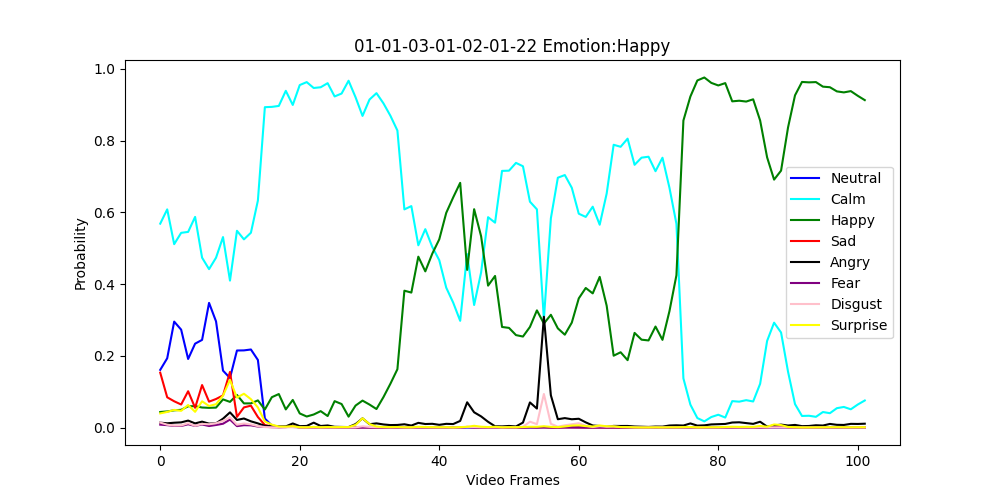 01-01-03-01-02-01-22 Emotion:Happy
1.0
0.8
0.6
0.4
0.2
0.0
Probability
0 20 40 60 80 100
Video Frames
Neutral
Calm
Happy
Sad
Angry
Fear
Disgust
Surprise